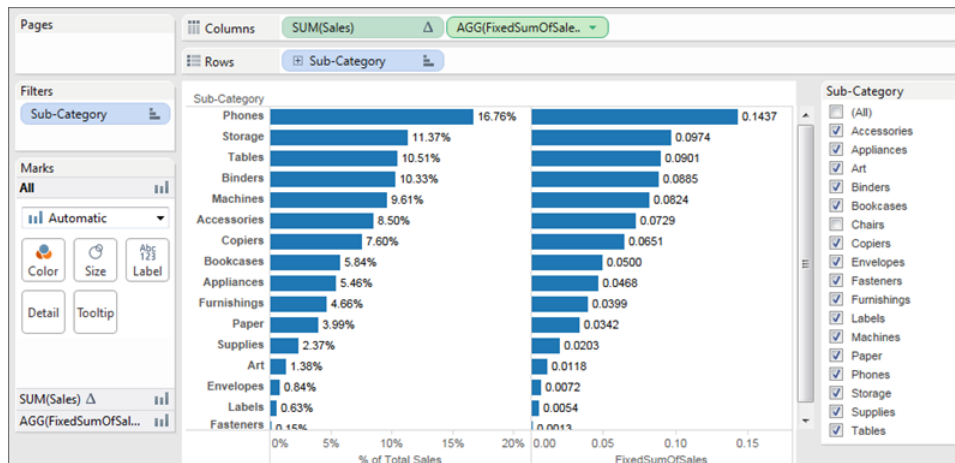 Pages
Columns
SUM(Sales) Δ
AGG(FixedSumOfSale..
Rows
Sub-Category
Filters
Sub-Category
Marks
All
Automatic
Color
Size
Abc
123
Label
Detail
Tooltip
SUM(Sales) Δ
AGG(FixedSumOfSal...
Sub-Category
Phones 16.76% 0.1437
Storage 11.37% 0.0974
Tables 10.51% 0.0901
Binders 10.33% 0.0885
Machines 9.61% 0.0824
Accessories 8.50% 0.0729
Copiers 7.60% 0.0651
Bookcases 5.84% 0.0500
Appliances 5.46% 0.0468
Furnishings 4.66% 0.0399
Paper 3.99% 0.0342
Supplies 2.37% 0.0203
Art 1.38% 0.0118
Envelopes 0.84% 0.0072
Labels 0.63% 0.0054
Fasteners 0.15% 0.0013
0% 5% 10% 15% 20% 0.00 0.05 0.10 0.15
% of Total Sales FixedSumOfSales
Sub-Category
(All)
Accessories
Appliances
Art
Binders
Bookcases
Chairs
Copiers
Envelopes
Fasteners
Furnishings
Labels
Machines
Paper
Phones
Storage
Supplies
Tables